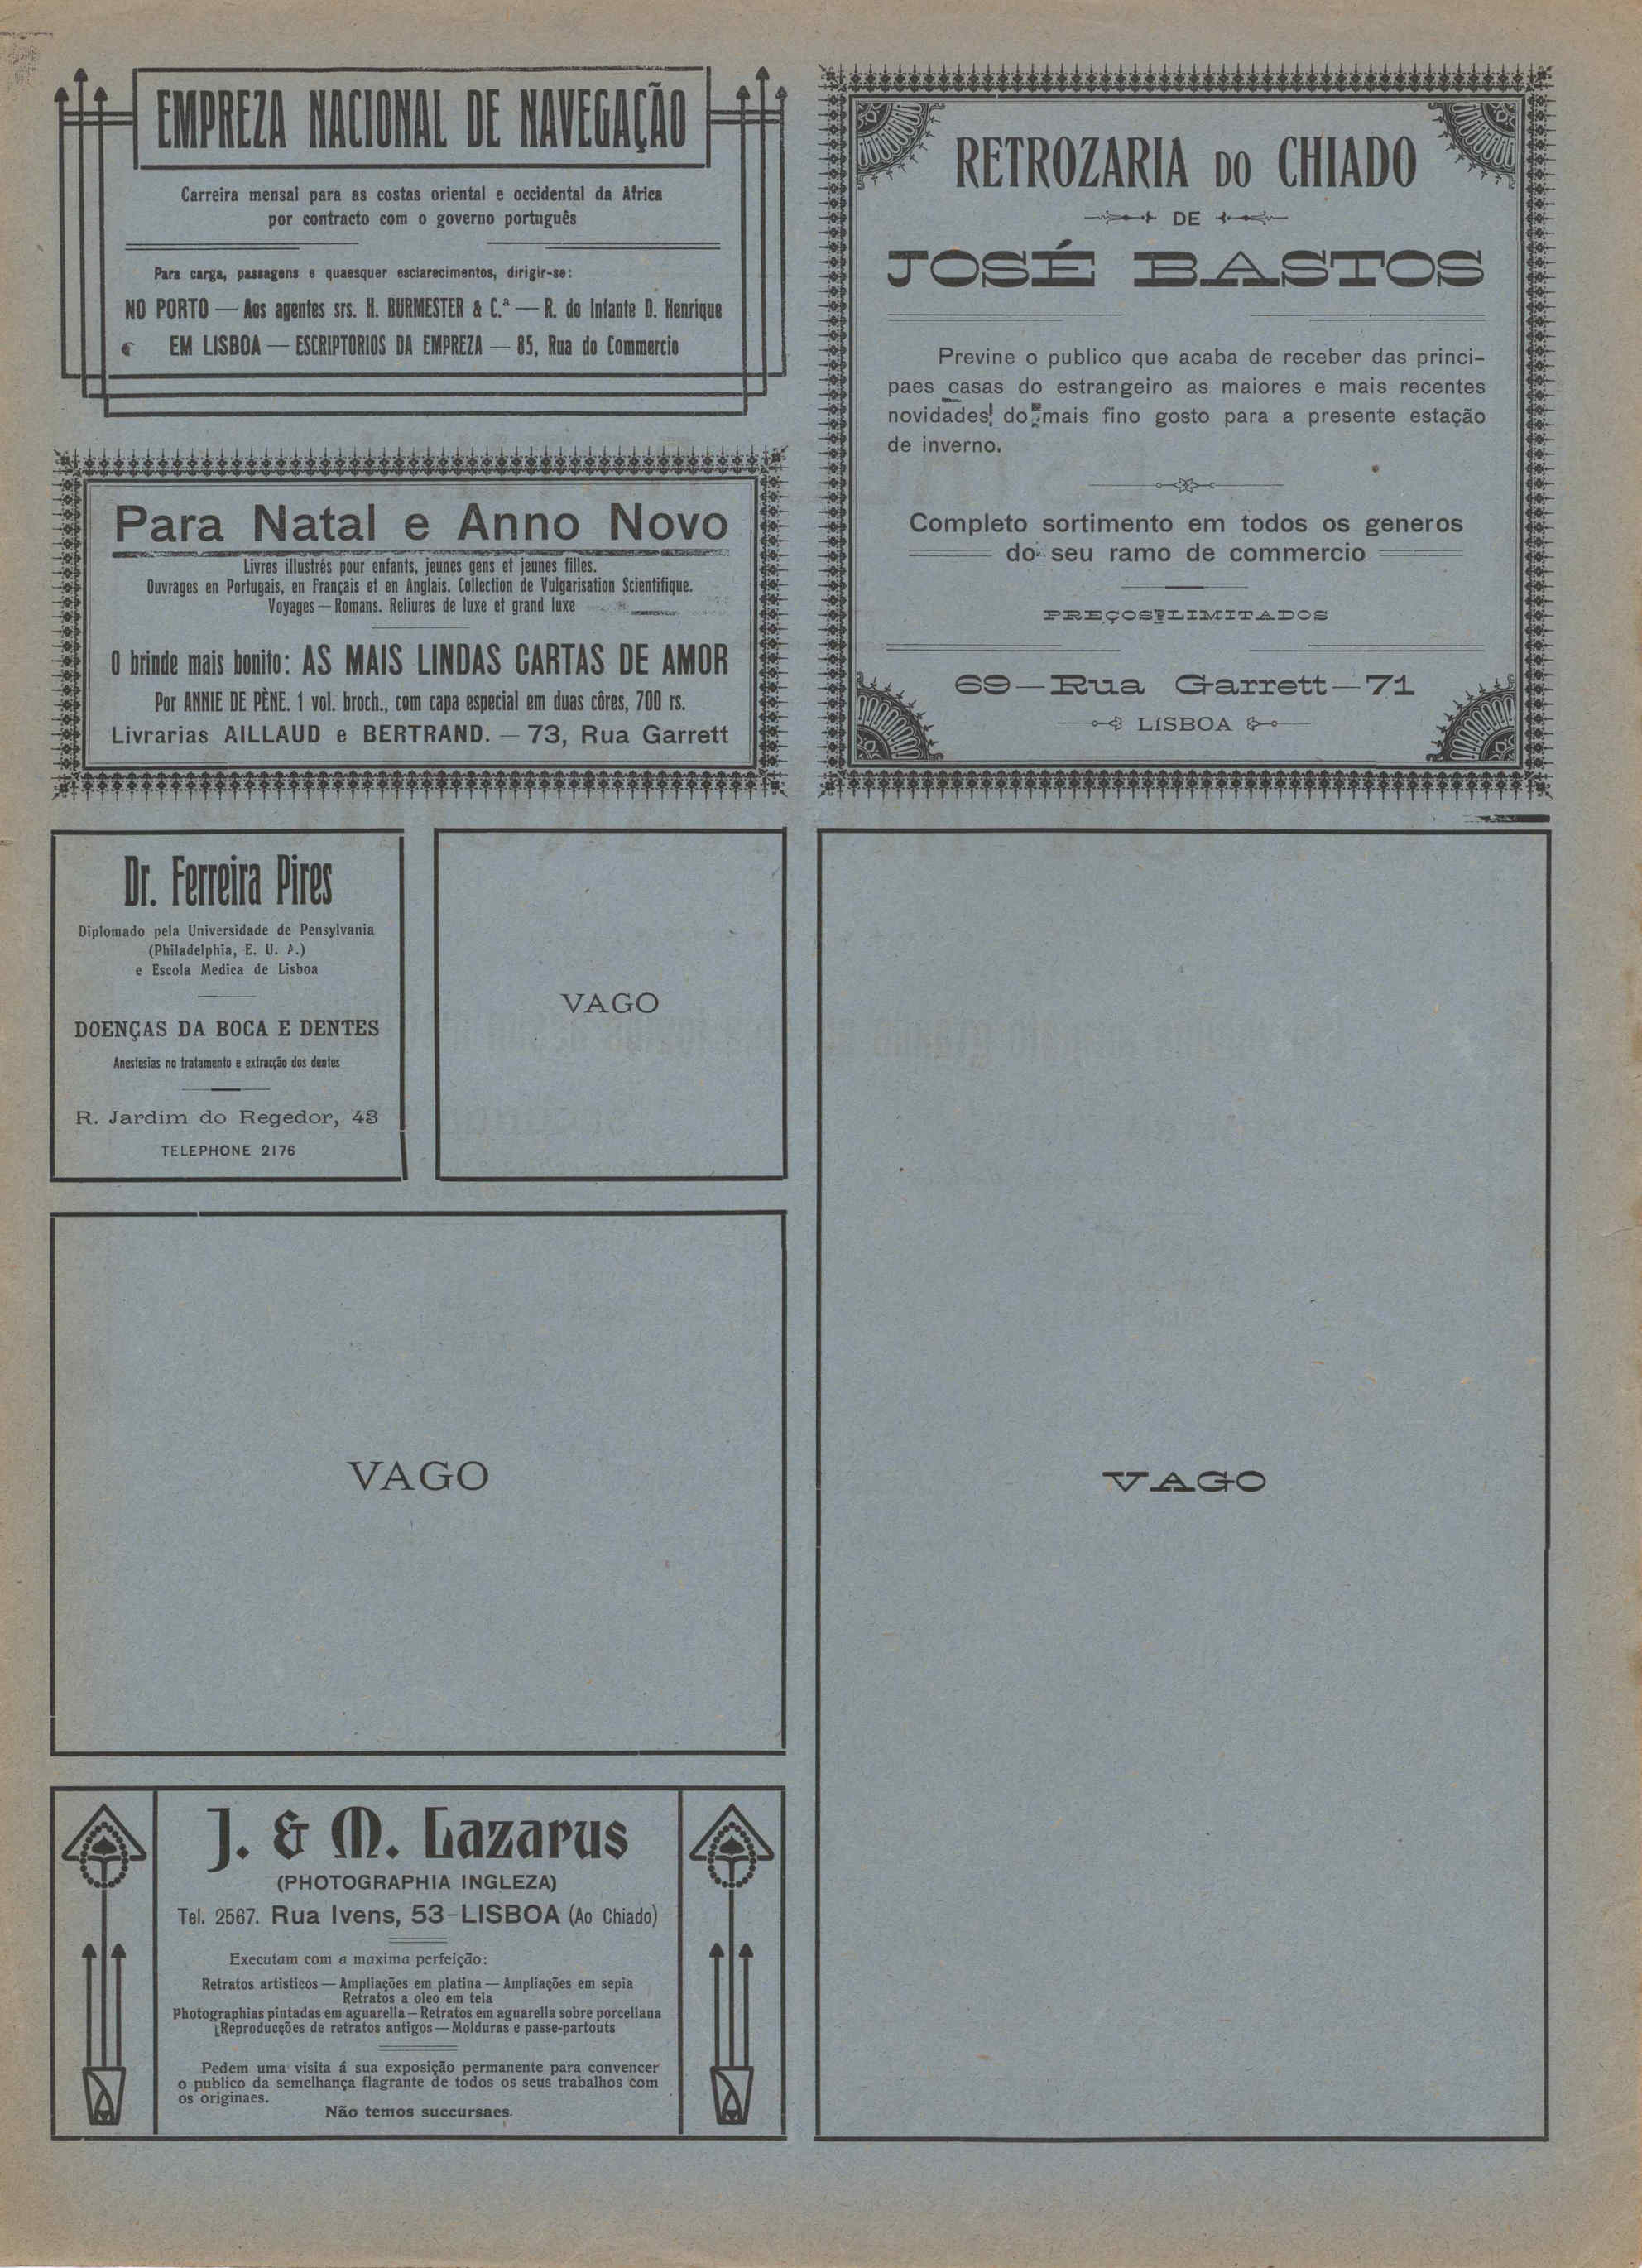 EMPREZA NACIONAL DE NAVEGAÇÃO
Carreira mensal para as costas oriental e occidental da Africa
por contracto com o governo português
Para carga, passagens e quaesquer esclarecimentos, dirigir-se:
NO PORTO — Aos agentes srs. H. BURMESTER & C.ª — R. do Infante D. Henrique
EM LISBOA — ESCRIPTORIOS DA EMPREZA — 85, Rua do Commercio
Para Natal e Anno Novo
Livres illustrés pour enfants, jeunes gens et jeunes filles.
Ouvrages en Portugais, en Français et en Anglais. Collection de Vulgarisation Scientifique.
Voyages — Romans. Reliures de luxe et grand luxe
O brinde mais bonito: AS MAIS LINDAS CARTAS DE AMOR
Por ANNIE DE PÈNE. 1 vol. broch., com capa especial em duas côres, 700 rs.
Livrarias AILLAUD e BERTRAND. — 73, Rua Garrett
RETROZARIA DO CHIADO
DE
JOSÉ BASTOS
Previne o publico que acaba de receber das princi-
paes casas do estrangeiro as maiores e mais recentes
novidades do mais fino gosto para a presente estação
de inverno.
Completo sortimento em todos os generos
do seu ramo de commercio
PREÇOS LIMITADOS
69—Rua Garrett—71
LISBOA
Dr. Ferreira Pires
Diplomado pela Universidade de Pensylvania
(Philadelphia, E. U. A.)
e Escola Medica de Lisboa
DOENÇAS DA BOCA E DENTES
Anestesias no tratamento e extracção dos dentes
R. Jardim do Regedor, 43
TELEPHONE 2176
VAGO
VAGO
VAGO
J. & M. Lazarus
(PHOTOGRAPHIA INGLEZA)
Tel. 2567. Rua Ivens, 53-LISBOA (Ao Chiado)
Executam com a maxima perfeição:
Retratos artisticos — Ampliações em platina — Ampliações em sepia
Retratos a oleo em tela
Photographias pintadas em aguarella — Retratos em aguarella sobre porcellana
Reproducções de retratos antigos — Molduras e passe-partouts
Pedem uma visita á sua exposição permanente para convencer
o publico da semelhança flagrante de todos os seus trabalhos com
os originaes.
Não temos succursaes.